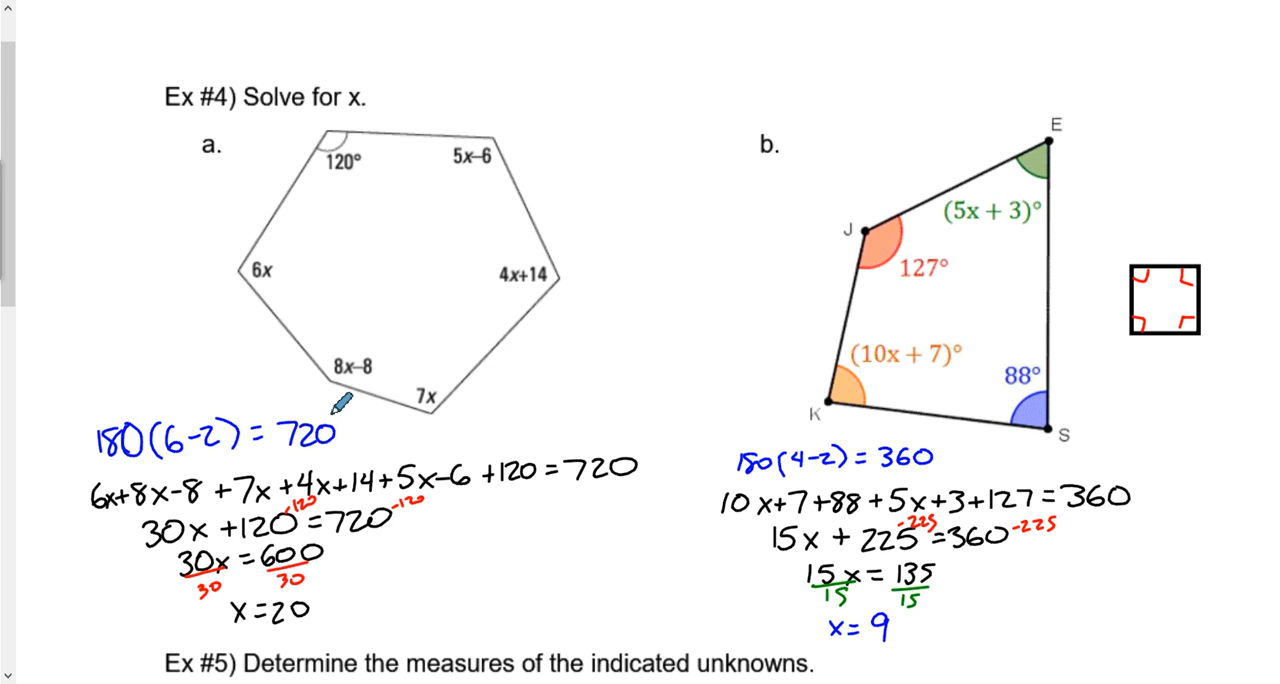 Ex #4) Solve for x.
a.
120°
5x–6
6x
4x+14
8x–8
7x
180(6-2) = 720
6x+8x-8 +7x+4x+14+5x-6 +120=720
-120 -120
30x +120=720
30x = 600
30 30
x=20
b.
E
(5x + 3)°
J
127°
(10x + 7)°
88°
K
S
180(4-2) = 360
10x+7+88+5x+3+127=360
-225 -225
15x + 225=360
15x = 135
15 15
x= 9
Ex #5) Determine the measures of the indicated unknowns.